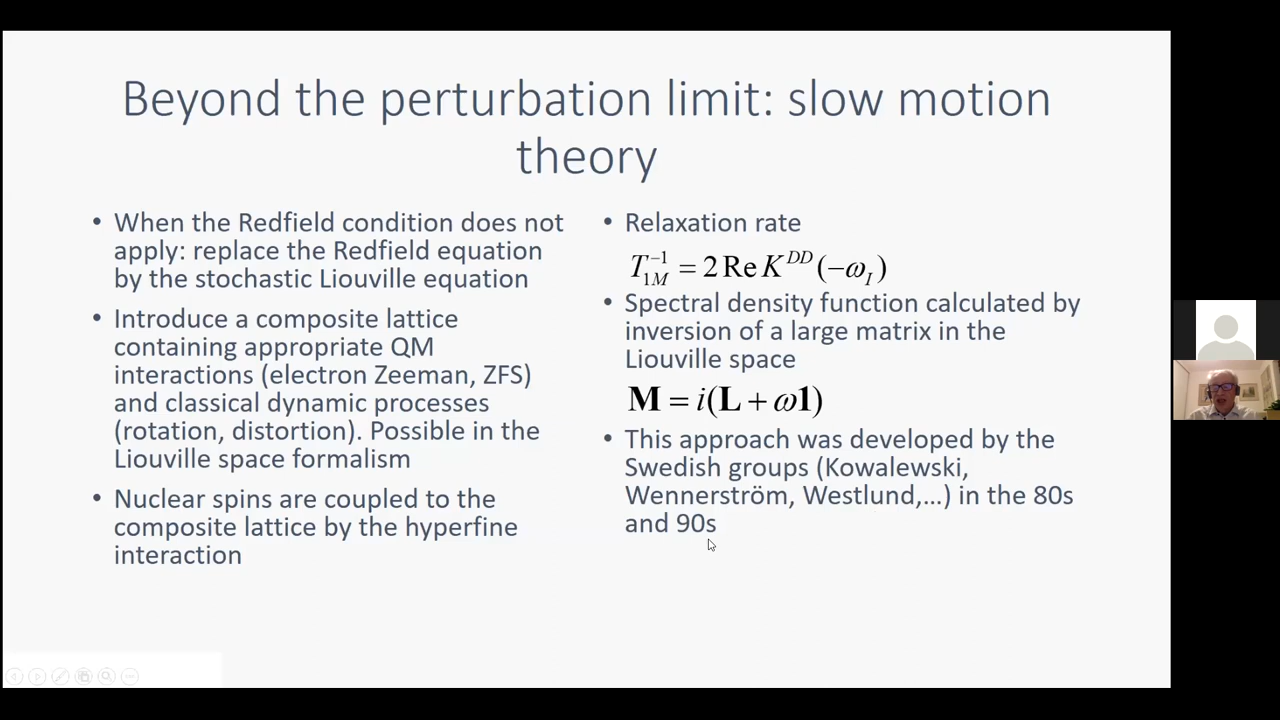 Beyond the perturbation limit: slow motion
theory
• When the Redfield condition does not
apply: replace the Redfield equation
by the stochastic Liouville equation
• Introduce a composite lattice
containing appropriate QM
interactions (electron Zeeman, ZFS)
and classical dynamic processes
(rotation, distortion). Possible in the
Liouville space formalism
• Nuclear spins are coupled to the
composite lattice by the hyperfine
interaction
• Relaxation rate
T_{1M}^{-1} = 2 Re K^{DD}(−ω_I)
• Spectral density function calculated by
inversion of a large matrix in the
Liouville space
M = i(L + ω1)
• This approach was developed by the
Swedish groups (Kowalewski,
Wennerström, Westlund,...) in the 80s
and 90s